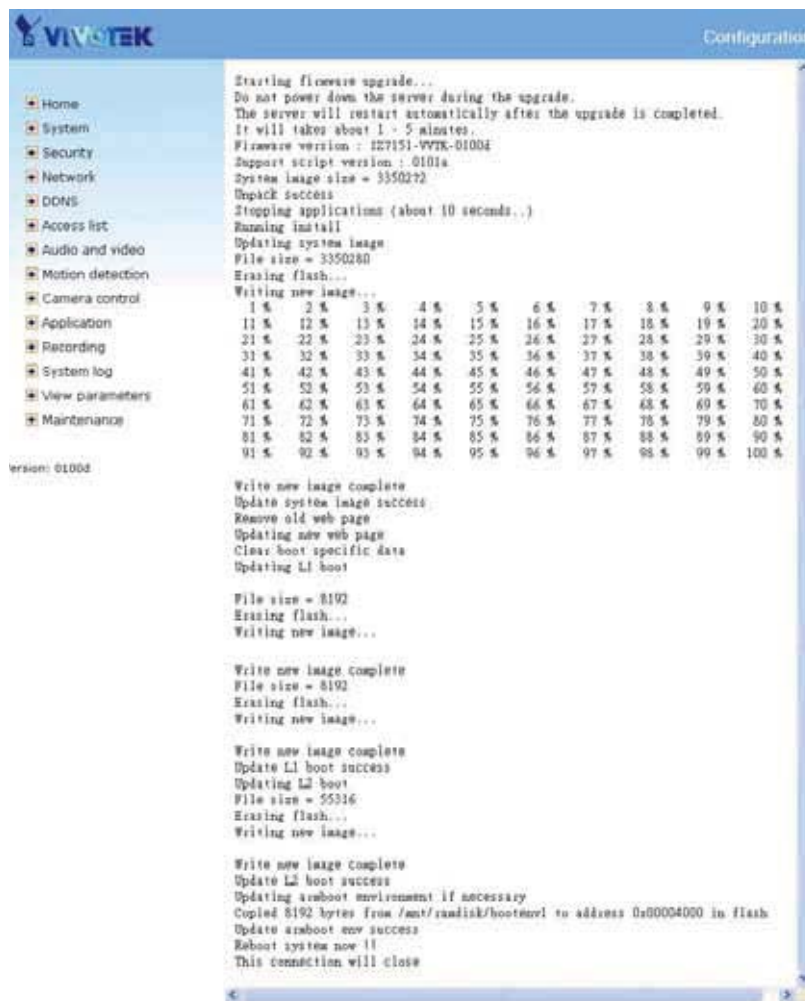 VIVOTEK
Configuration
Home
System
Security
Network
DDNS
Access list
Audio and video
Motion detection
Camera control
Application
Recording
System log
View parameters
Maintenance
ersion: 0100d
Starting firmware upgrade...
Do not power down the server during the upgrade.
The server will restart automatically after the upgrade is completed.
It will takes about 1 - 5 minutes.
Firmware version : IZ7151-VVTK-0100d
Support script version : 0101a
System image size = 3350272
Unpack success
Stopping applications (about 10 seconds..)
Running install
Updating system image
File size = 3350280
Erasing flash...
Writing new image...
1 % 2 % 3 % 4 % 5 % 6 % 7 % 8 % 9 % 10 %
11 % 12 % 13 % 14 % 15 % 16 % 17 % 18 % 19 % 20 %
21 % 22 % 23 % 24 % 25 % 26 % 27 % 28 % 29 % 30 %
31 % 32 % 33 % 34 % 35 % 36 % 37 % 38 % 39 % 40 %
41 % 42 % 43 % 44 % 45 % 46 % 47 % 48 % 49 % 50 %
51 % 52 % 53 % 54 % 55 % 56 % 57 % 58 % 59 % 60 %
61 % 62 % 63 % 64 % 65 % 66 % 67 % 68 % 69 % 70 %
71 % 72 % 73 % 74 % 75 % 76 % 77 % 78 % 79 % 80 %
81 % 82 % 83 % 84 % 85 % 86 % 87 % 88 % 89 % 90 %
91 % 92 % 93 % 94 % 95 % 96 % 97 % 98 % 99 % 100 %
Write new image complete
Update system image success
Remove old web page
Updating new web page
Clear boot specific data
Updating L1 boot
File size = 8192
Erasing flash...
Writing new image...
Write new image complete
File size = 8192
Erasing flash...
Writing new image...
Write new image complete
Update L1 boot success
Updating L2 boot
File size = 55316
Erasing flash...
Writing new image...
Write new image complete
Update L2 boot success
Updating armboot environment if necessary
Copied 8192 bytes from /mnt/ramdisk/bootenv1 to address 0x00004000 in flash
Update armboot env success
Reboot system now !!
This connection will close